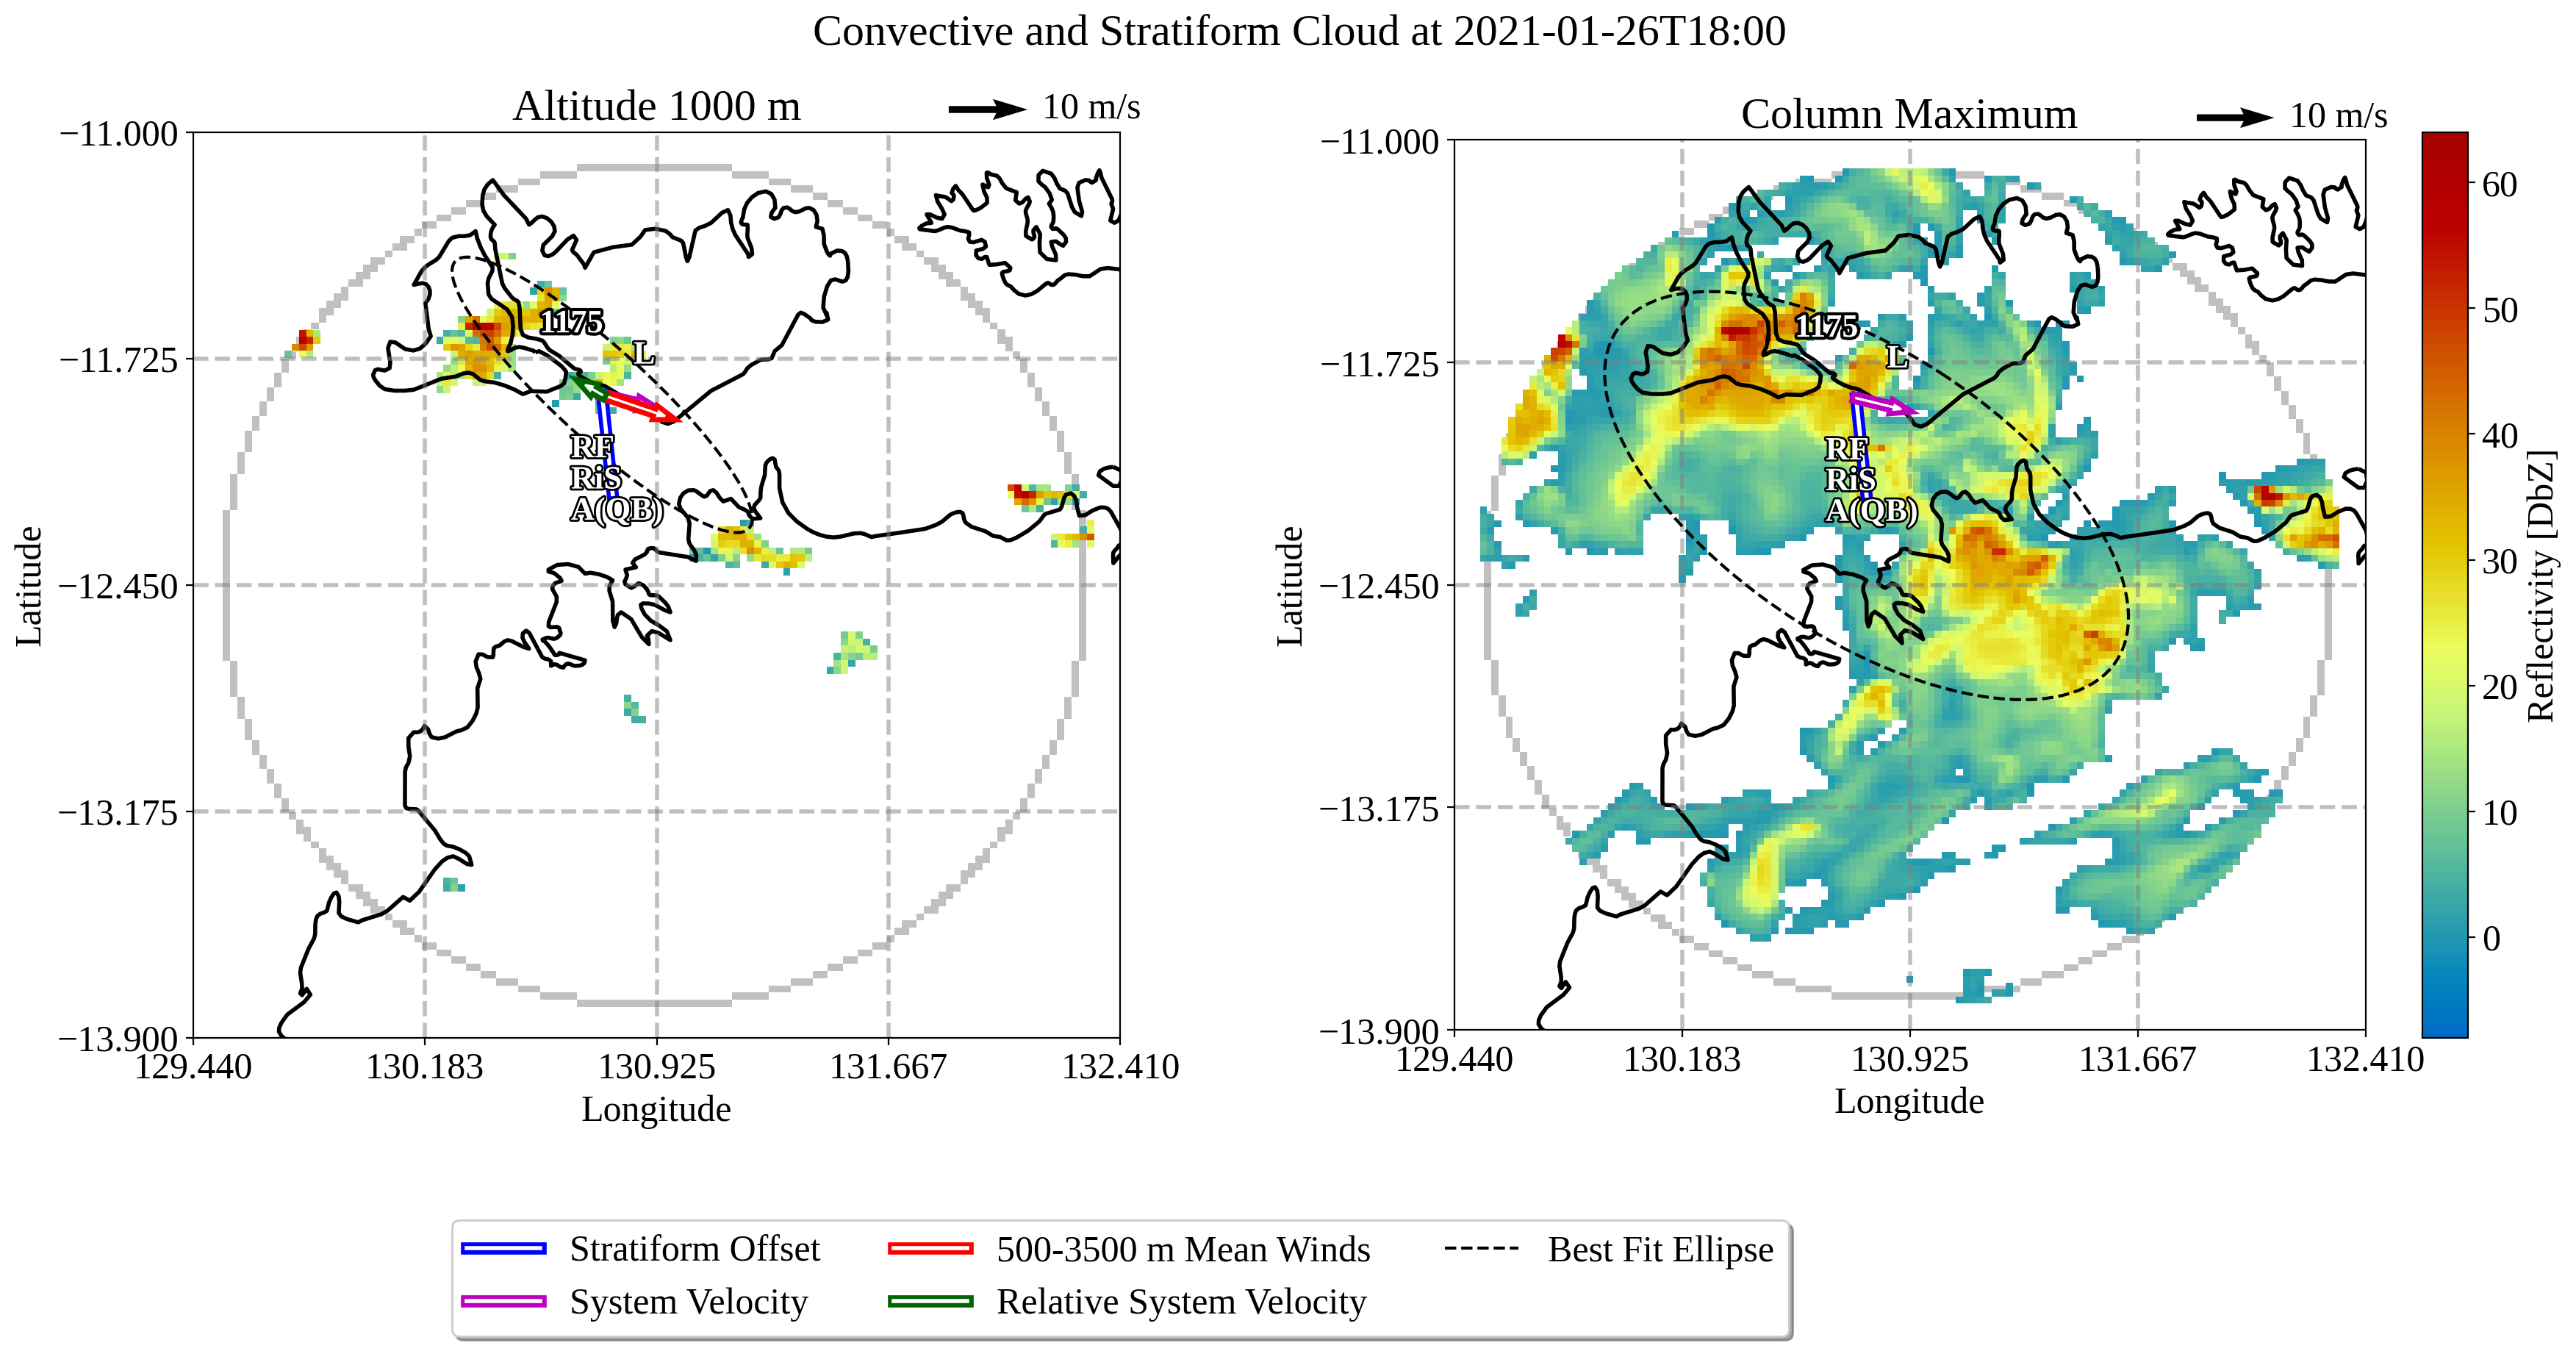 Convective and Stratiform Cloud at 2021-01-26T18:00
Altitude 1000 m
10 m/s
−11.000
−11.725
−12.450
−13.175
−13.900
129.440
130.183
130.925
131.667
132.410
Latitude
Longitude
1175
L
RF
RiS
A(QB)
Column Maximum
10 m/s
−11.000
−11.725
−12.450
−13.175
−13.900
129.440
130.183
130.925
131.667
132.410
Latitude
Longitude
1175
L
RF
RiS
A(QB)
60
50
40
30
20
10
0
Reflectivity [DbZ]
Stratiform Offset
500-3500 m Mean Winds
Best Fit Ellipse
System Velocity
Relative System Velocity